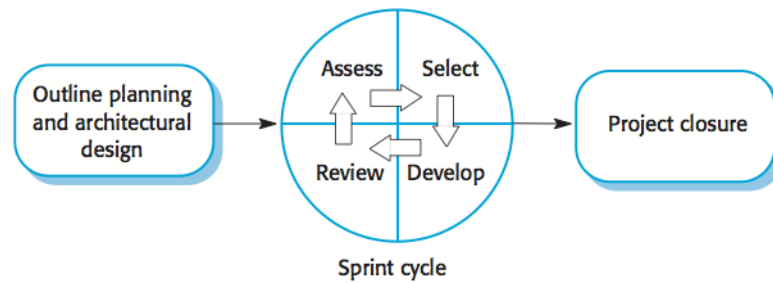 Outline planning
and architectural
design
Assess
Select
Review
Develop
Project closure
Sprint cycle